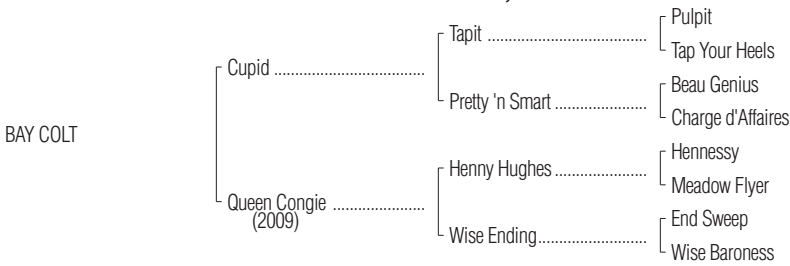 Pulpit
Tapit ....................................
Tap Your Heels
Cupid ..................................
Beau Genius
Pretty 'n Smart .....................
Charge d'Affaires
BAY COLT
Hennessy
Henny Hughes .....................
Meadow Flyer
Queen Congie .....................
(2009)
End Sweep
Wise Ending.........................
Wise Baroness